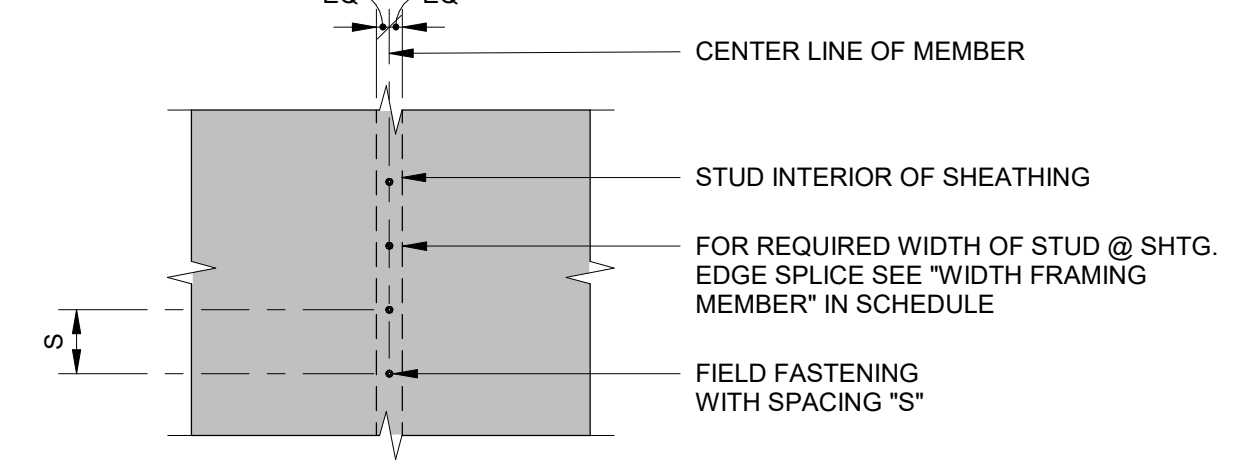 EQ EQ
CENTER LINE OF MEMBER
STUD INTERIOR OF SHEATHING
FOR REQUIRED WIDTH OF STUD @ SHTG.
EDGE SPLICE SEE "WIDTH FRAMING
MEMBER" IN SCHEDULE
S
FIELD FASTENING
WITH SPACING "S"